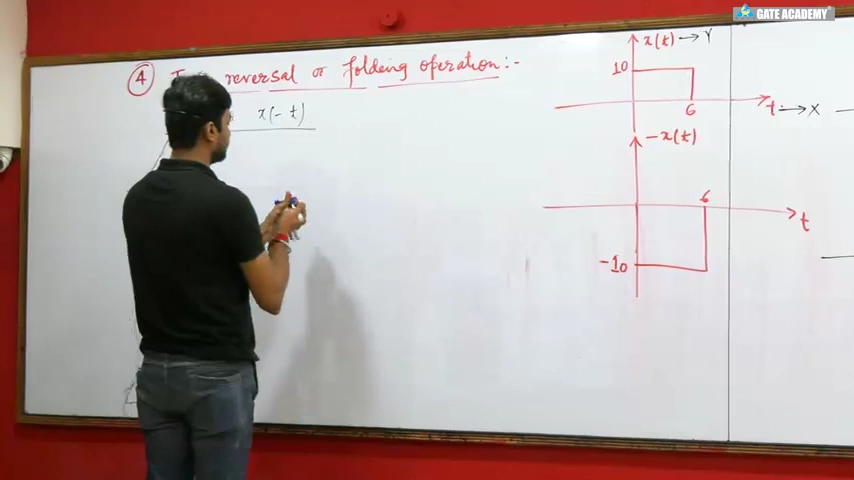 GATE ACADEMY
4 reversal or folding operation :-
x(- t)
x(t) → Y
10
6
t → X
-x(t)
6
t
-10